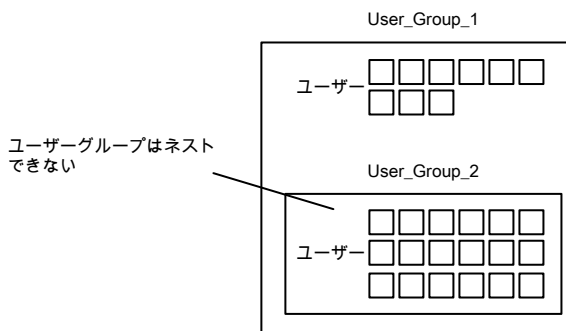 User_Group_1
ユーザー
ユーザーグループはネスト
できない
User_Group_2
ユーザー